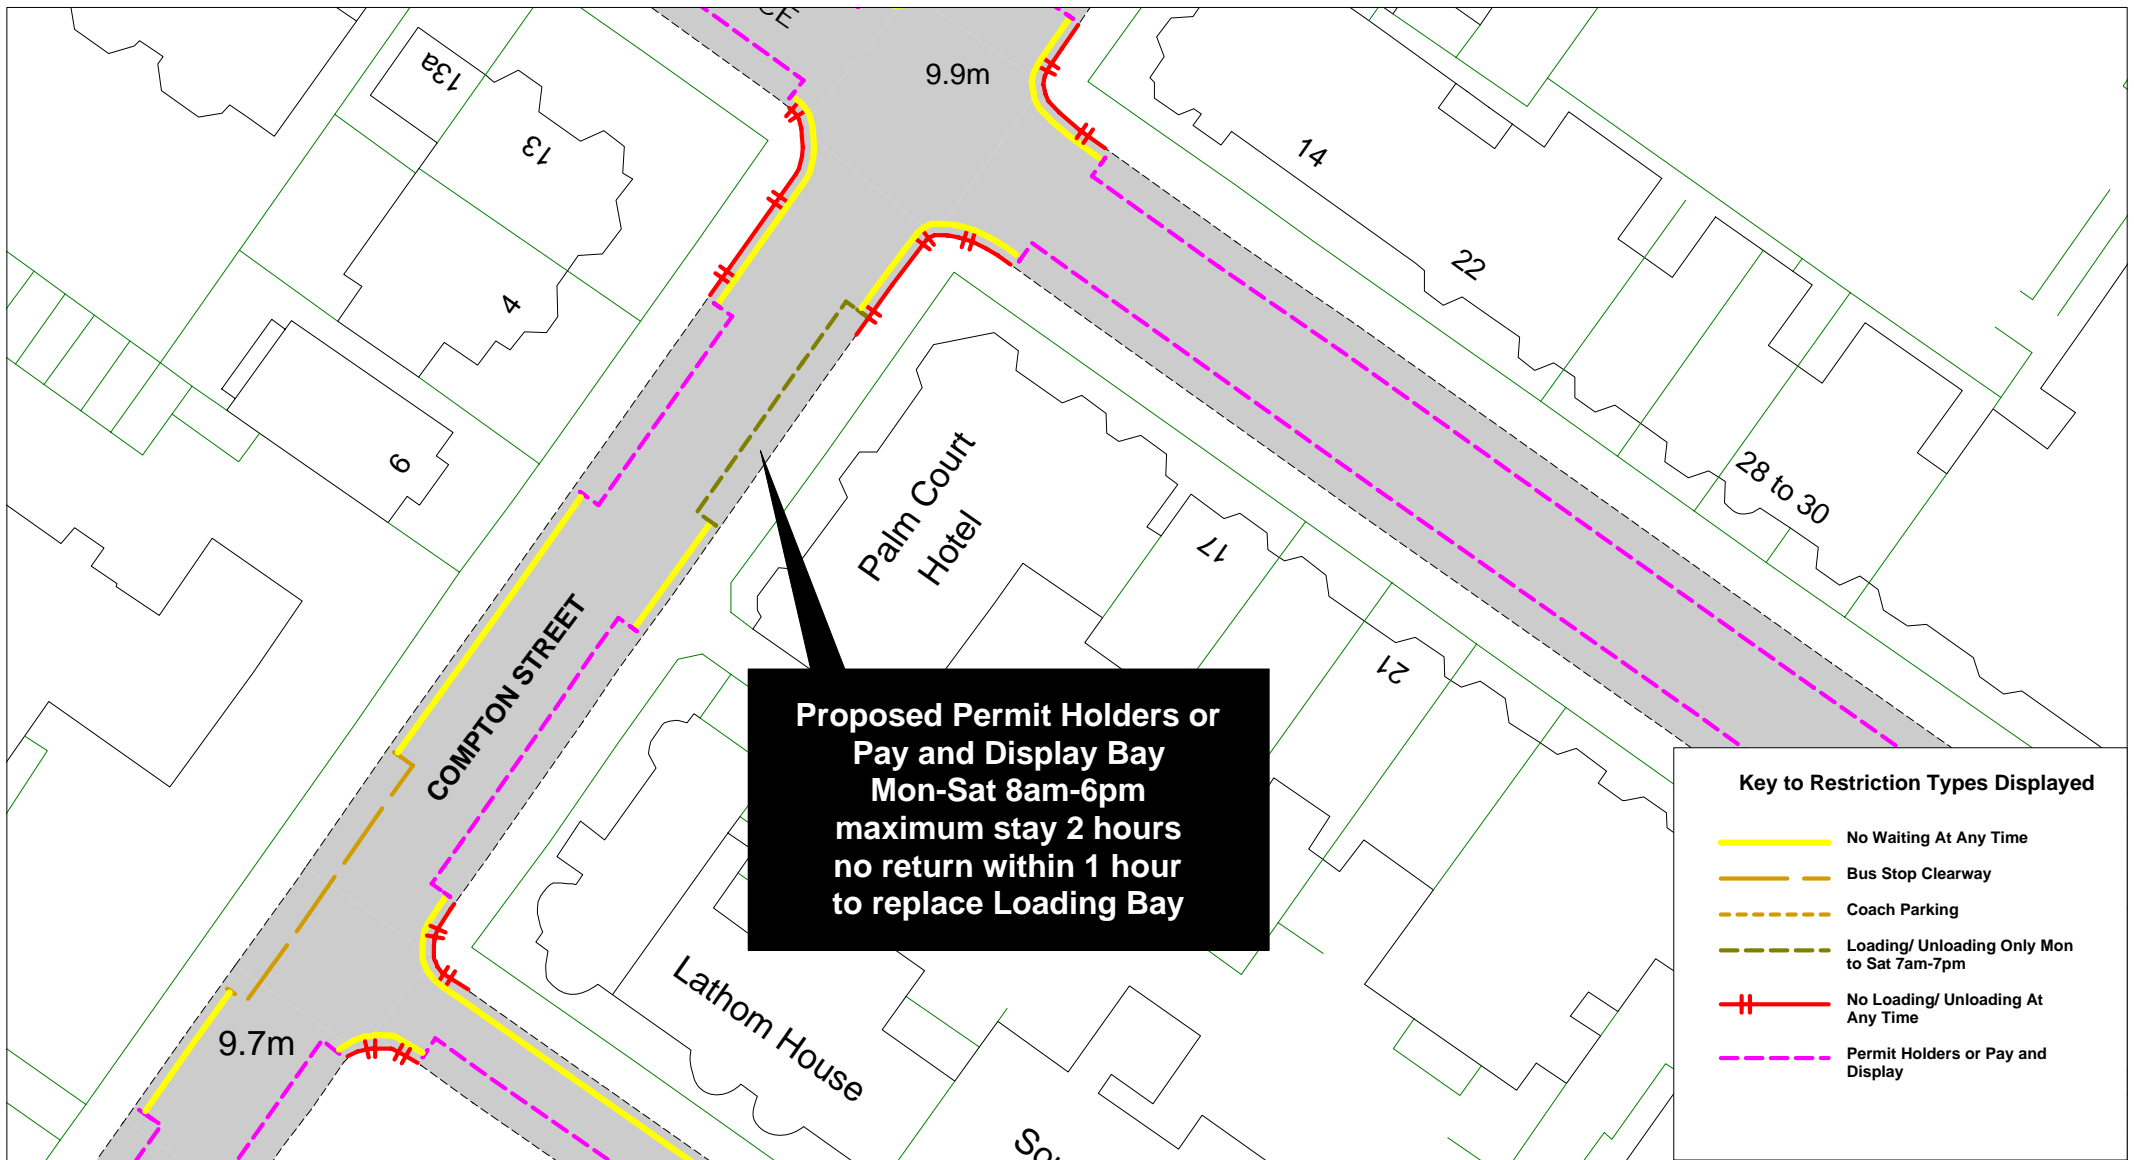 CE
9.9m
13a
13
14
4
22
6
28 to 30
Palm Court
Hotel
17
21
COMPTON STREET
Proposed Permit Holders or
Pay and Display Bay
Mon-Sat 8am-6pm
maximum stay 2 hours
no return within 1 hour
to replace Loading Bay
Lathom House
9.7m
Key to Restriction Types Displayed
No Waiting At Any Time
Bus Stop Clearway
Coach Parking
Loading/ Unloading Only Mon
to Sat 7am-7pm
No Loading/ Unloading At
Any Time
Permit Holders or Pay and
Display